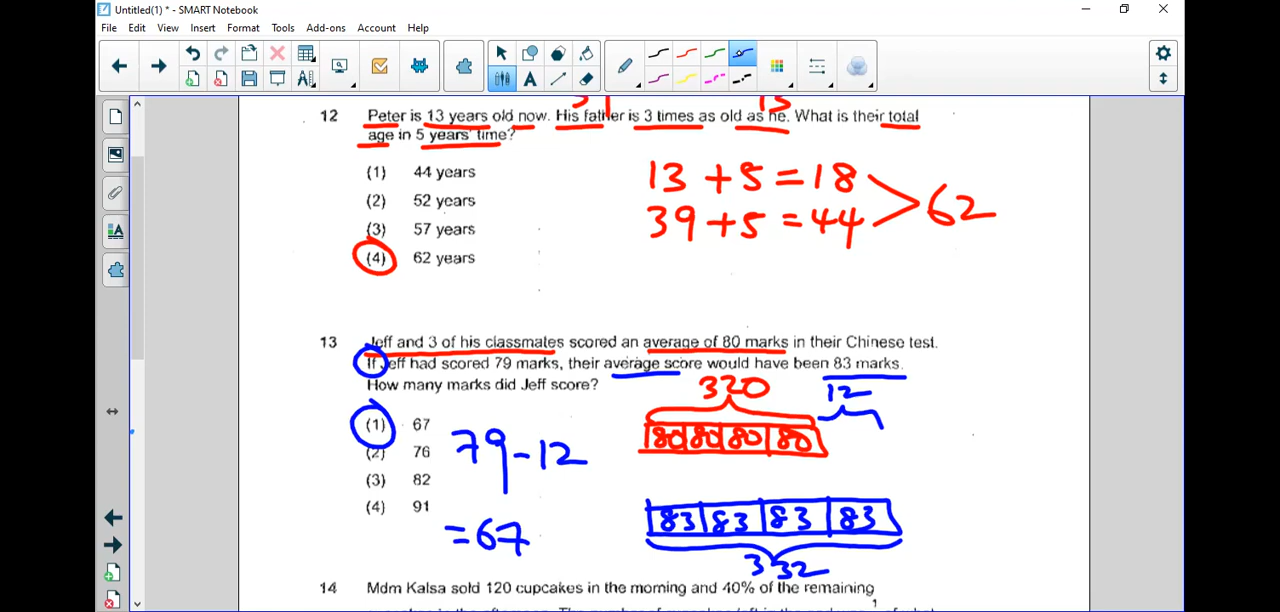 Untitled(1) * - SMART Notebook
File Edit View Insert Format Tools Add-ons Account Help
12 Peter is 13 years old now. His father is 3 times as old as he. What is their total
age in 5 years' time?
(1) 44 years
(2) 52 years
(3) 57 years
(4) 62 years
13 + 5 = 18
39 + 5 = 44
62
13 Jeff and 3 of his classmates scored an average of 80 marks in their Chinese test.
If Jeff had scored 79 marks, their average score would have been 83 marks.
How many marks did Jeff score?
(1) 67
(2) 76
(3) 82
(4) 91
79 - 12
= 67
320
12
80 80 80 80
83 83 83 83
332
14 Mdm Kalsa sold 120 cupcakes in the morning and 40% of the remaining